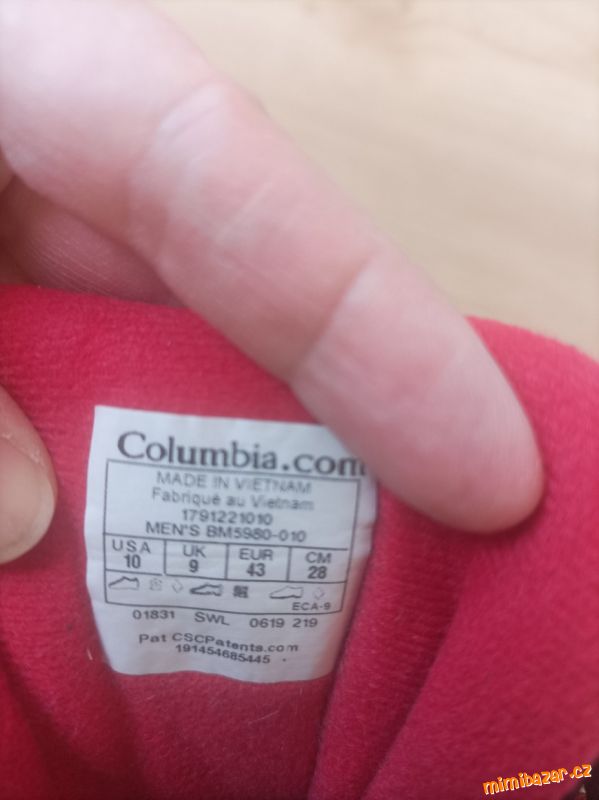 Columbia.com
MADE IN VIETNAM
Fabriqué au Vietnam
1791221010
MEN'S BM5980-010
USA UK EUR CM
10 9 43 28
ECA-9
01831 SWL 0619 219
Pat CSCPatents.com
191454685445
mimibazar.cz